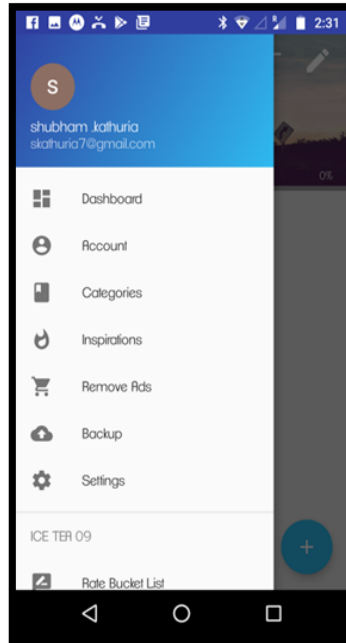 2:31
S
shubham .kathuria
skathuria7@gmail.com
0%
Dashboard
Account
Categories
Inspirations
Remove Ads
Backup
Settings
ICE TEA 09
Rate Bucket List